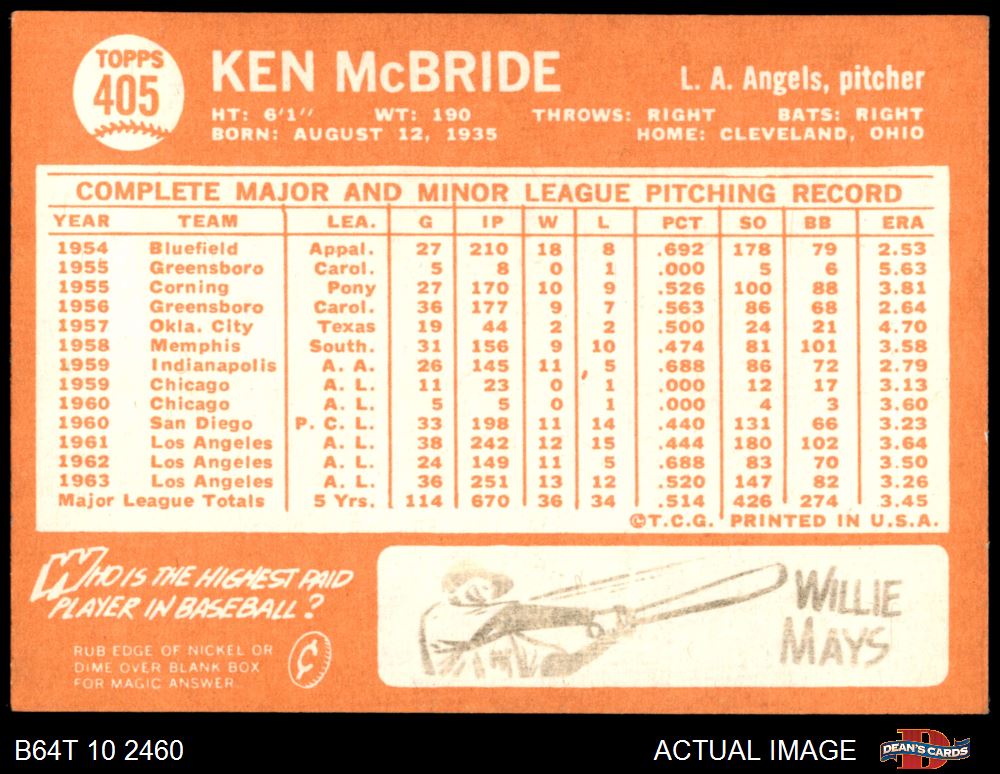 TOPPS
405
KEN McBRIDE
L. A. Angels, pitcher
HT: 6'1" WT: 190 THROWS: RIGHT BATS: RIGHT
BORN: AUGUST 12, 1935 HOME: CLEVELAND, OHIO
COMPLETE MAJOR AND MINOR LEAGUE PITCHING RECORD
YEAR TEAM LEA. G IP W L PCT SO BB ERA
1954 Bluefield Appal. 27 210 18 8 .692 178 79 2.53
1955 Greensboro Carol. 5 8 0 1 .000 5 6 5.63
1955 Corning Pony 27 170 10 9 .526 100 88 3.81
1956 Greensboro Carol. 36 177 9 7 .563 86 68 2.64
1957 Okla. City Texas 19 44 2 2 .500 24 21 4.70
1958 Memphis South. 31 156 9 10 .474 81 101 3.58
1959 Indianapolis A. A. 26 145 11 5 .688 86 72 2.79
1959 Chicago A. L. 11 23 0 1 .000 12 17 3.13
1960 Chicago A. L. 5 5 0 1 .000 4 3 3.60
1960 San Diego P. C. L. 33 198 11 14 .440 131 66 3.23
1961 Los Angeles A. L. 38 242 12 15 .444 180 102 3.64
1962 Los Angeles A. L. 24 149 11 5 .688 83 70 3.50
1963 Los Angeles A. L. 36 251 13 12 .520 147 82 3.26
Major League Totals 5 Yrs. 114 670 36 34 .514 426 274 3.45
©T.C.G. PRINTED IN U.S.A.
WHO IS THE HIGHEST PAID
PLAYER IN BASEBALL?
RUB EDGE OF NICKEL OR
DIME OVER BLANK BOX
FOR MAGIC ANSWER
¢
WILLIE
MAYS
B64T 10 2460
ACTUAL IMAGE
DEAN'S CARDS